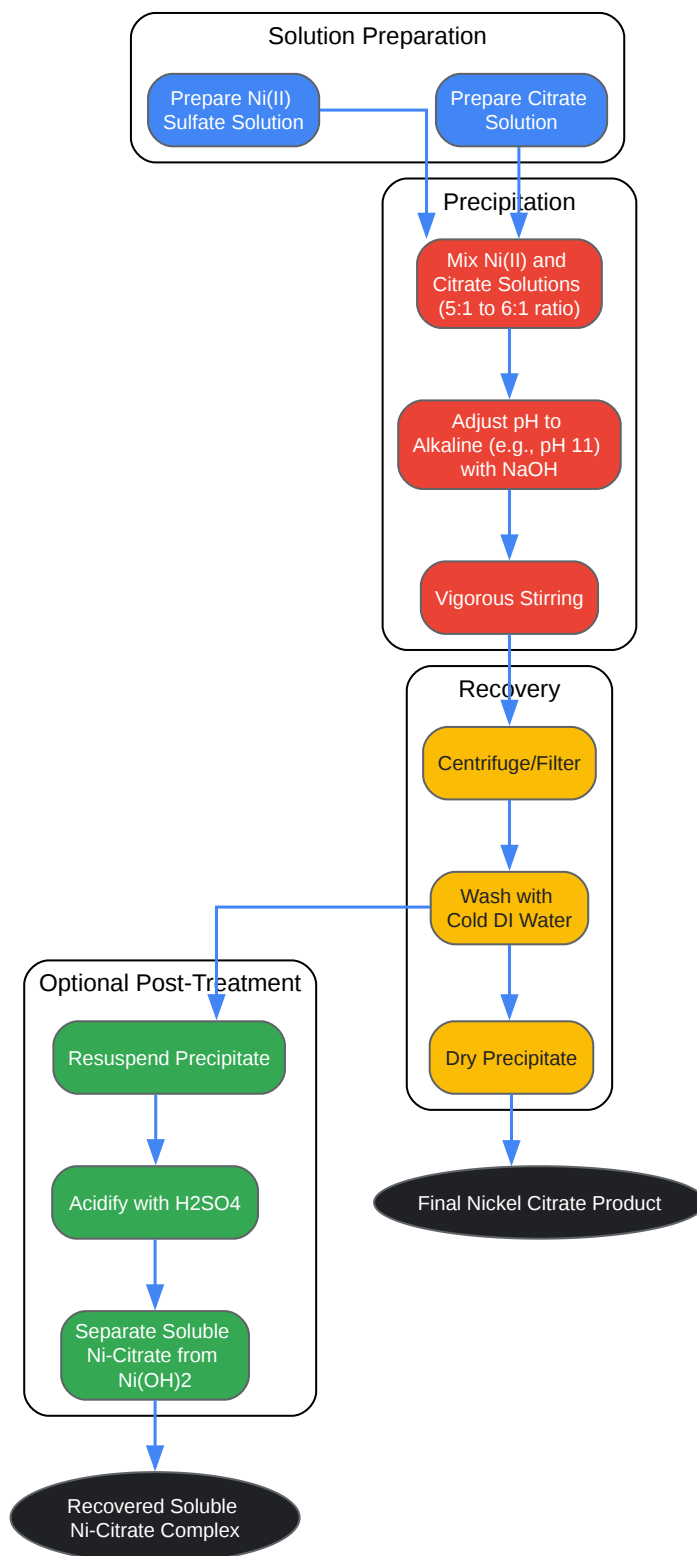 Solution Preparation
Prepare Ni(II)
Sulfate Solution
Prepare Citrate
Solution
Precipitation
Mix Ni(II) and
Citrate Solutions
(5:1 to 6:1 ratio)
Adjust pH to
Alkaline (e.g., pH 11)
with NaOH
Vigorous Stirring
Recovery
Centrifuge/Filter
Wash with
Cold DI Water
Optional Post-Treatment
Resuspend Precipitate
Dry Precipitate
Acidify with H2SO4
Final Nickel Citrate Product
Separate Soluble
Ni-Citrate from
Ni(OH)2
Recovered Soluble
Ni-Citrate Complex